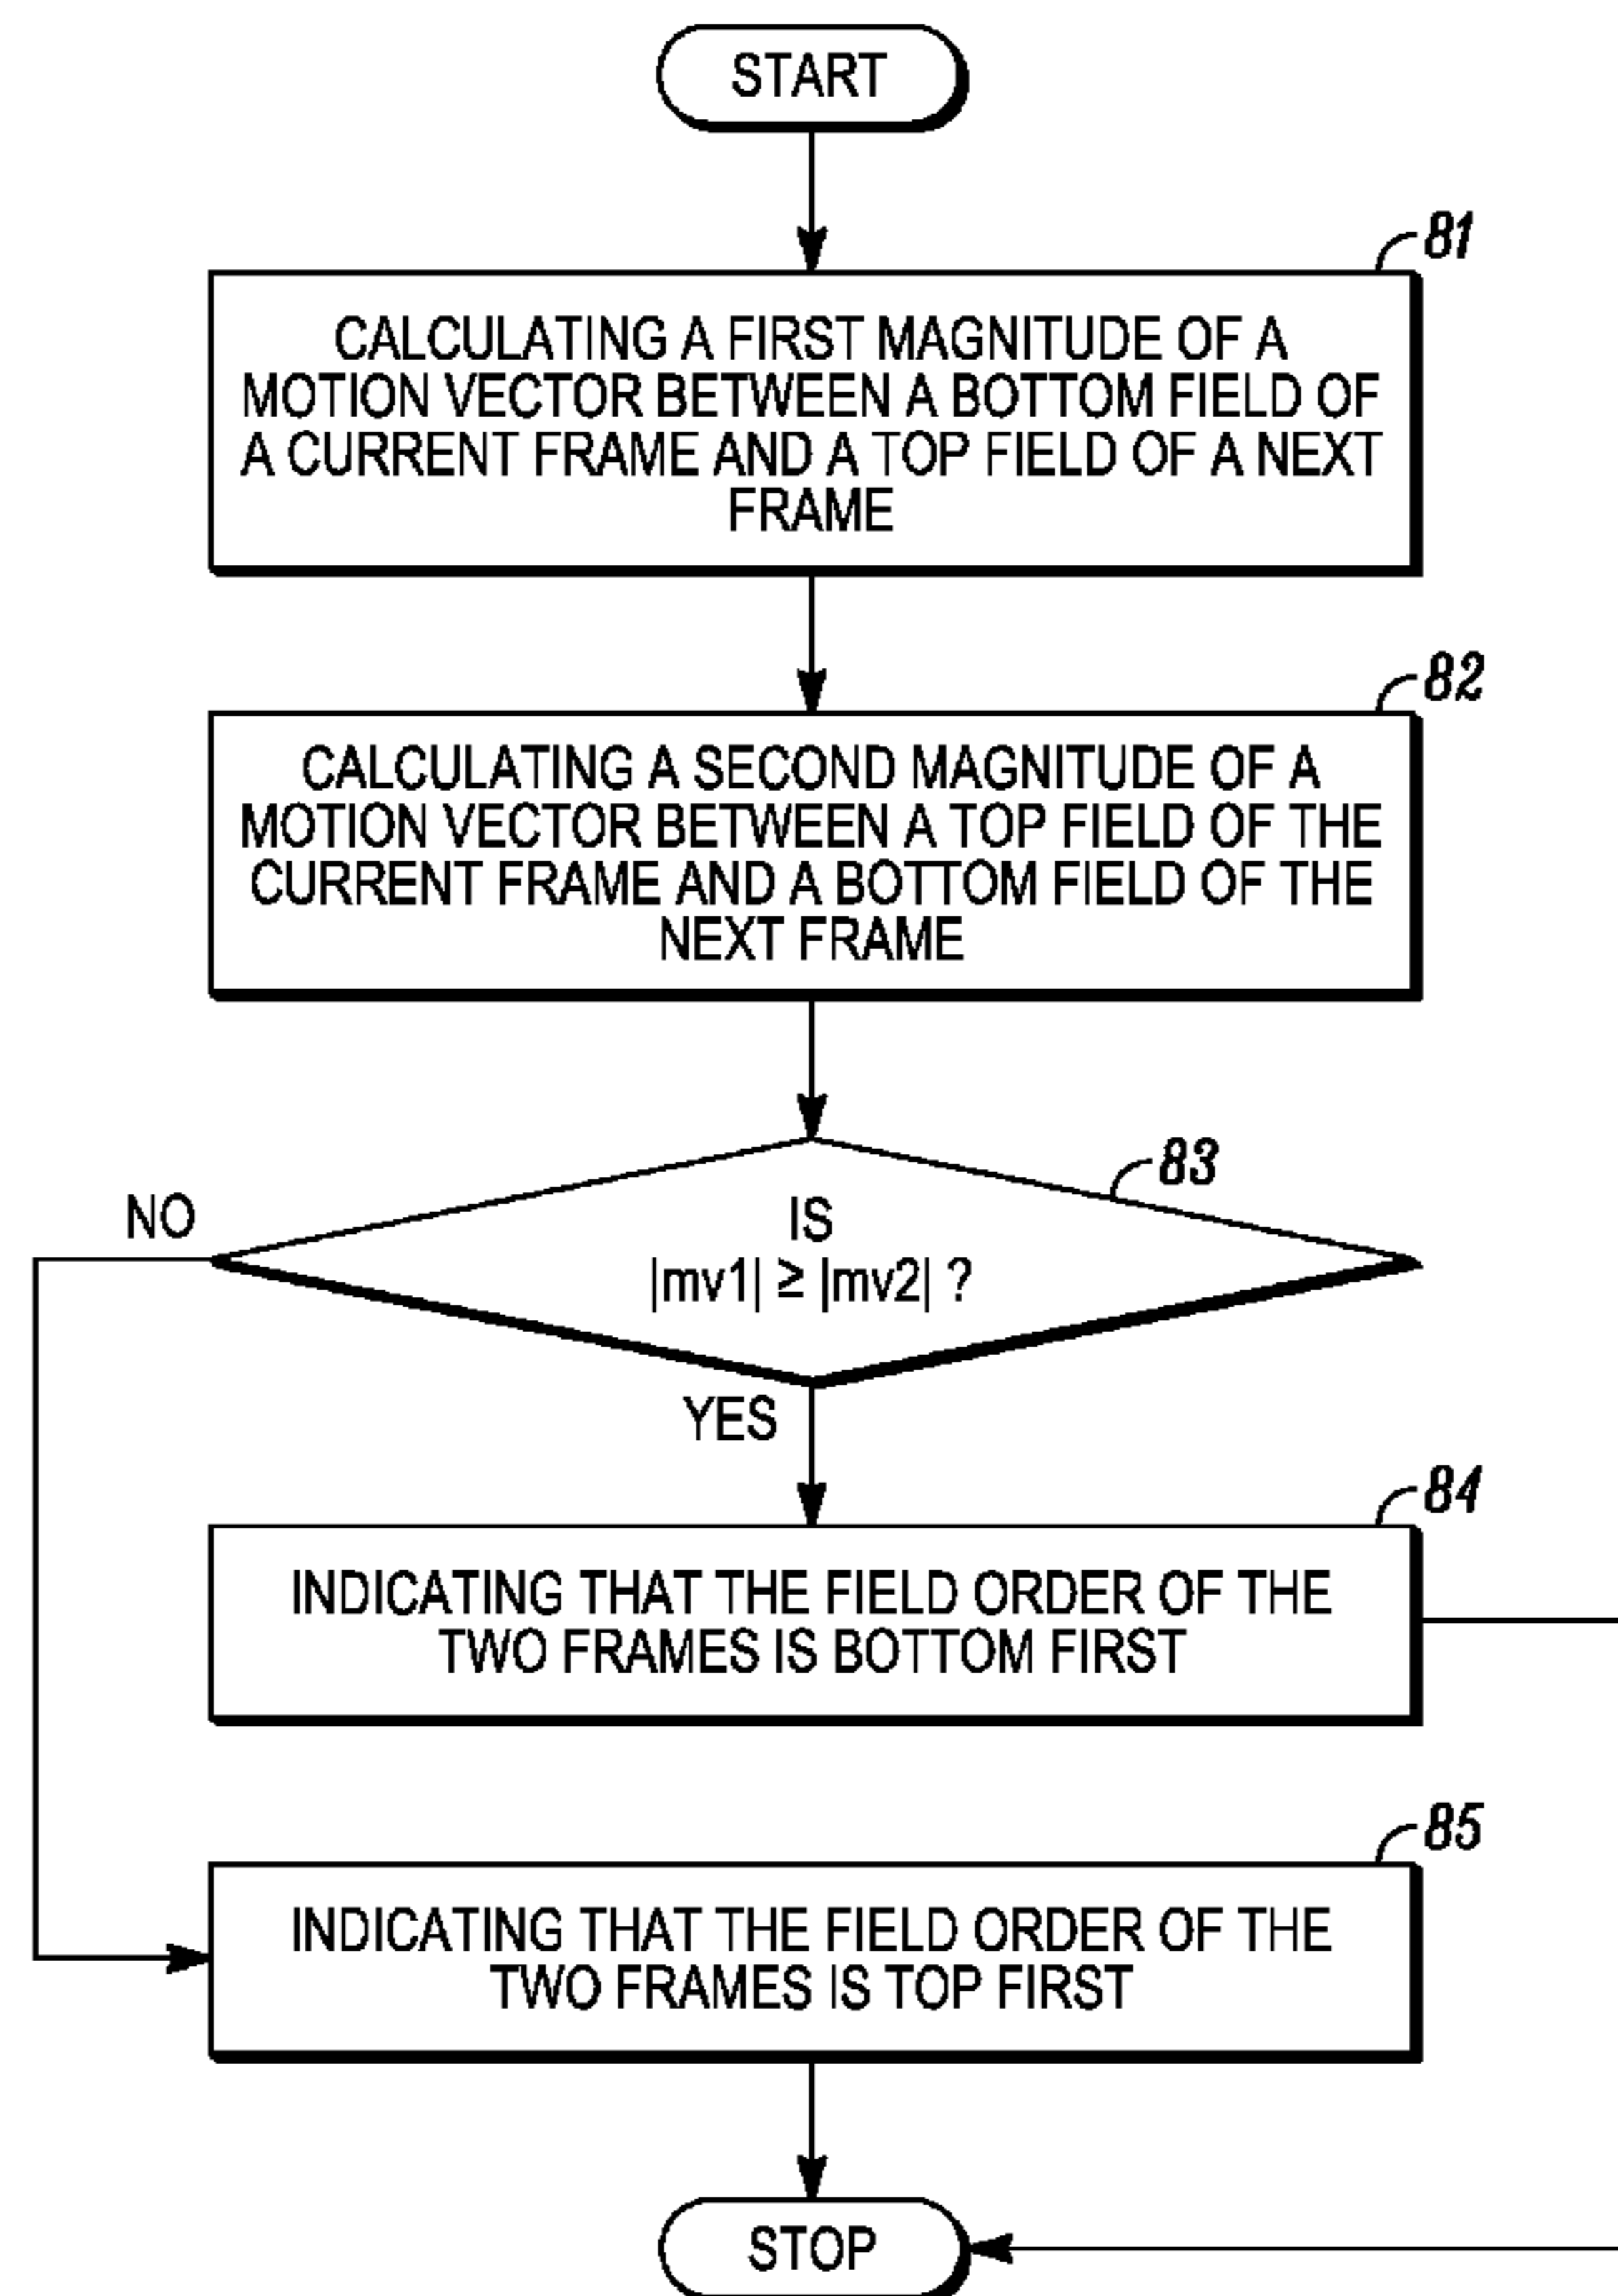 START
81
CALCULATING A FIRST MAGNITUDE OF A
MOTION VECTOR BETWEEN A BOTTOM FIELD OF
A CURRENT FRAME AND A TOP FIELD OF A NEXT
FRAME
82
CALCULATING A SECOND MAGNITUDE OF A
MOTION VECTOR BETWEEN A TOP FIELD OF THE
CURRENT FRAME AND A BOTTOM FIELD OF THE
NEXT FRAME
83
NO
IS
|mv1| ≥ |mv2| ?
YES
84
INDICATING THAT THE FIELD ORDER OF THE
TWO FRAMES IS BOTTOM FIRST
85
INDICATING THAT THE FIELD ORDER OF THE
TWO FRAMES IS TOP FIRST
STOP